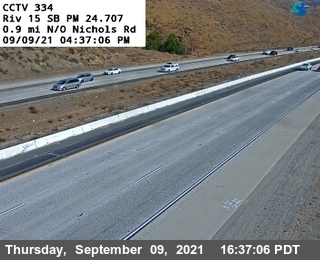 CCTV 334
Riv 15 SB PM 24.707
0.9 mi N/O Nichols Rd
09/09/21 04:37:06 PM
Thursday, September 09, 2021 16:37:06 PDT